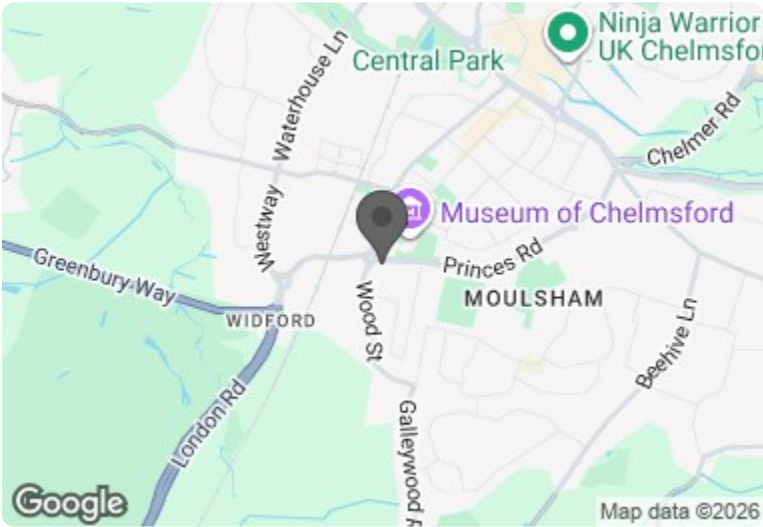 Ninja Warrior
UK Chelmsfor
Central Park
Waterhouse Ln
Chelmer Rd
Museum of Chelmsford
Westway
Princes Rd
Greenbury Way
MOULSHAM
WIDFORD
Wood St
Beehive Ln
London Rd
Galleywood R
Google
Map data ©2026